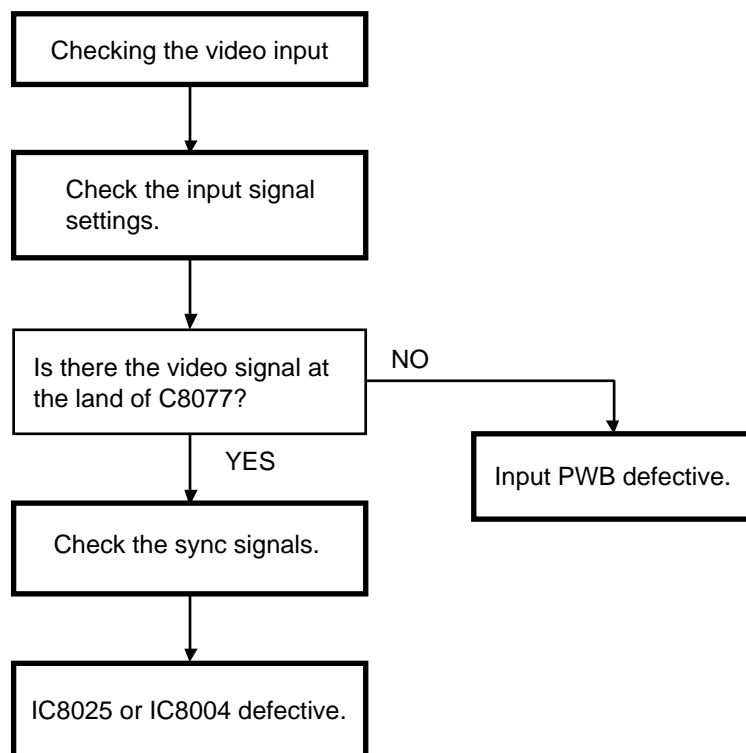 Checking the video input
Check the input signal
settings.
Is there the video signal at
the land of C8077?
NO
YES
Input PWB defective.
Check the sync signals.
IC8025 or IC8004 defective.